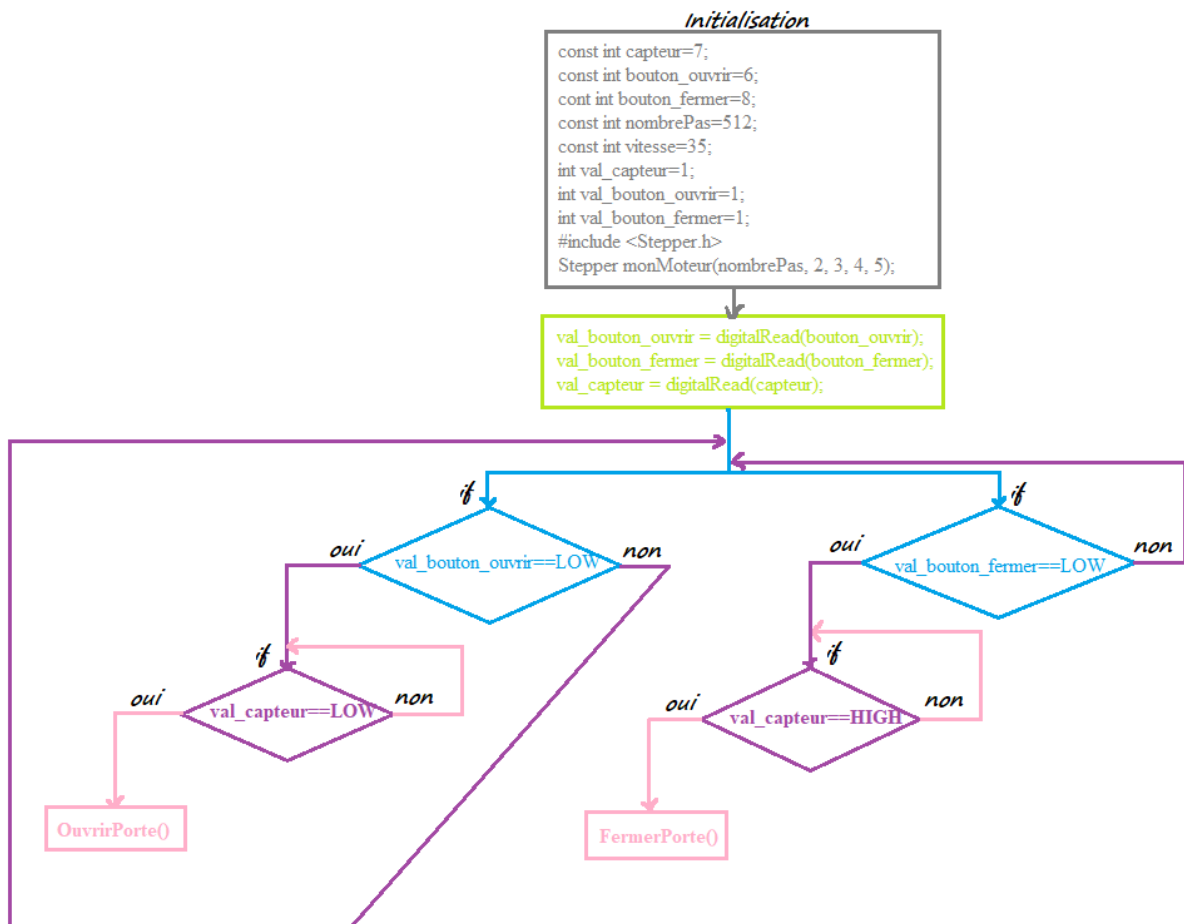 Initialisation
const int capteur=7;
const int bouton_ouvrir=6;
cont int bouton_fermer=8;
const int nombrePas=512;
const int vitesse=35;
int val_capteur=1;
int val_bouton_ouvrir=1;
int val_bouton_fermer=1;
#include <Stepper.h>
Stepper monMoteur(nombrePas, 2, 3, 4, 5);
val_bouton_ouvrir = digitalRead(bouton_ouvrir);
val_bouton_fermer = digitalRead(bouton_fermer);
val_capteur = digitalRead(capteur);
if
oui
val_bouton_ouvrir==LOW
non
if
oui
val_bouton_fermer==LOW
non
if
oui
val_capteur==LOW
non
if
oui
val_capteur==HIGH
non
OuvrirPorte()
FermerPorte()